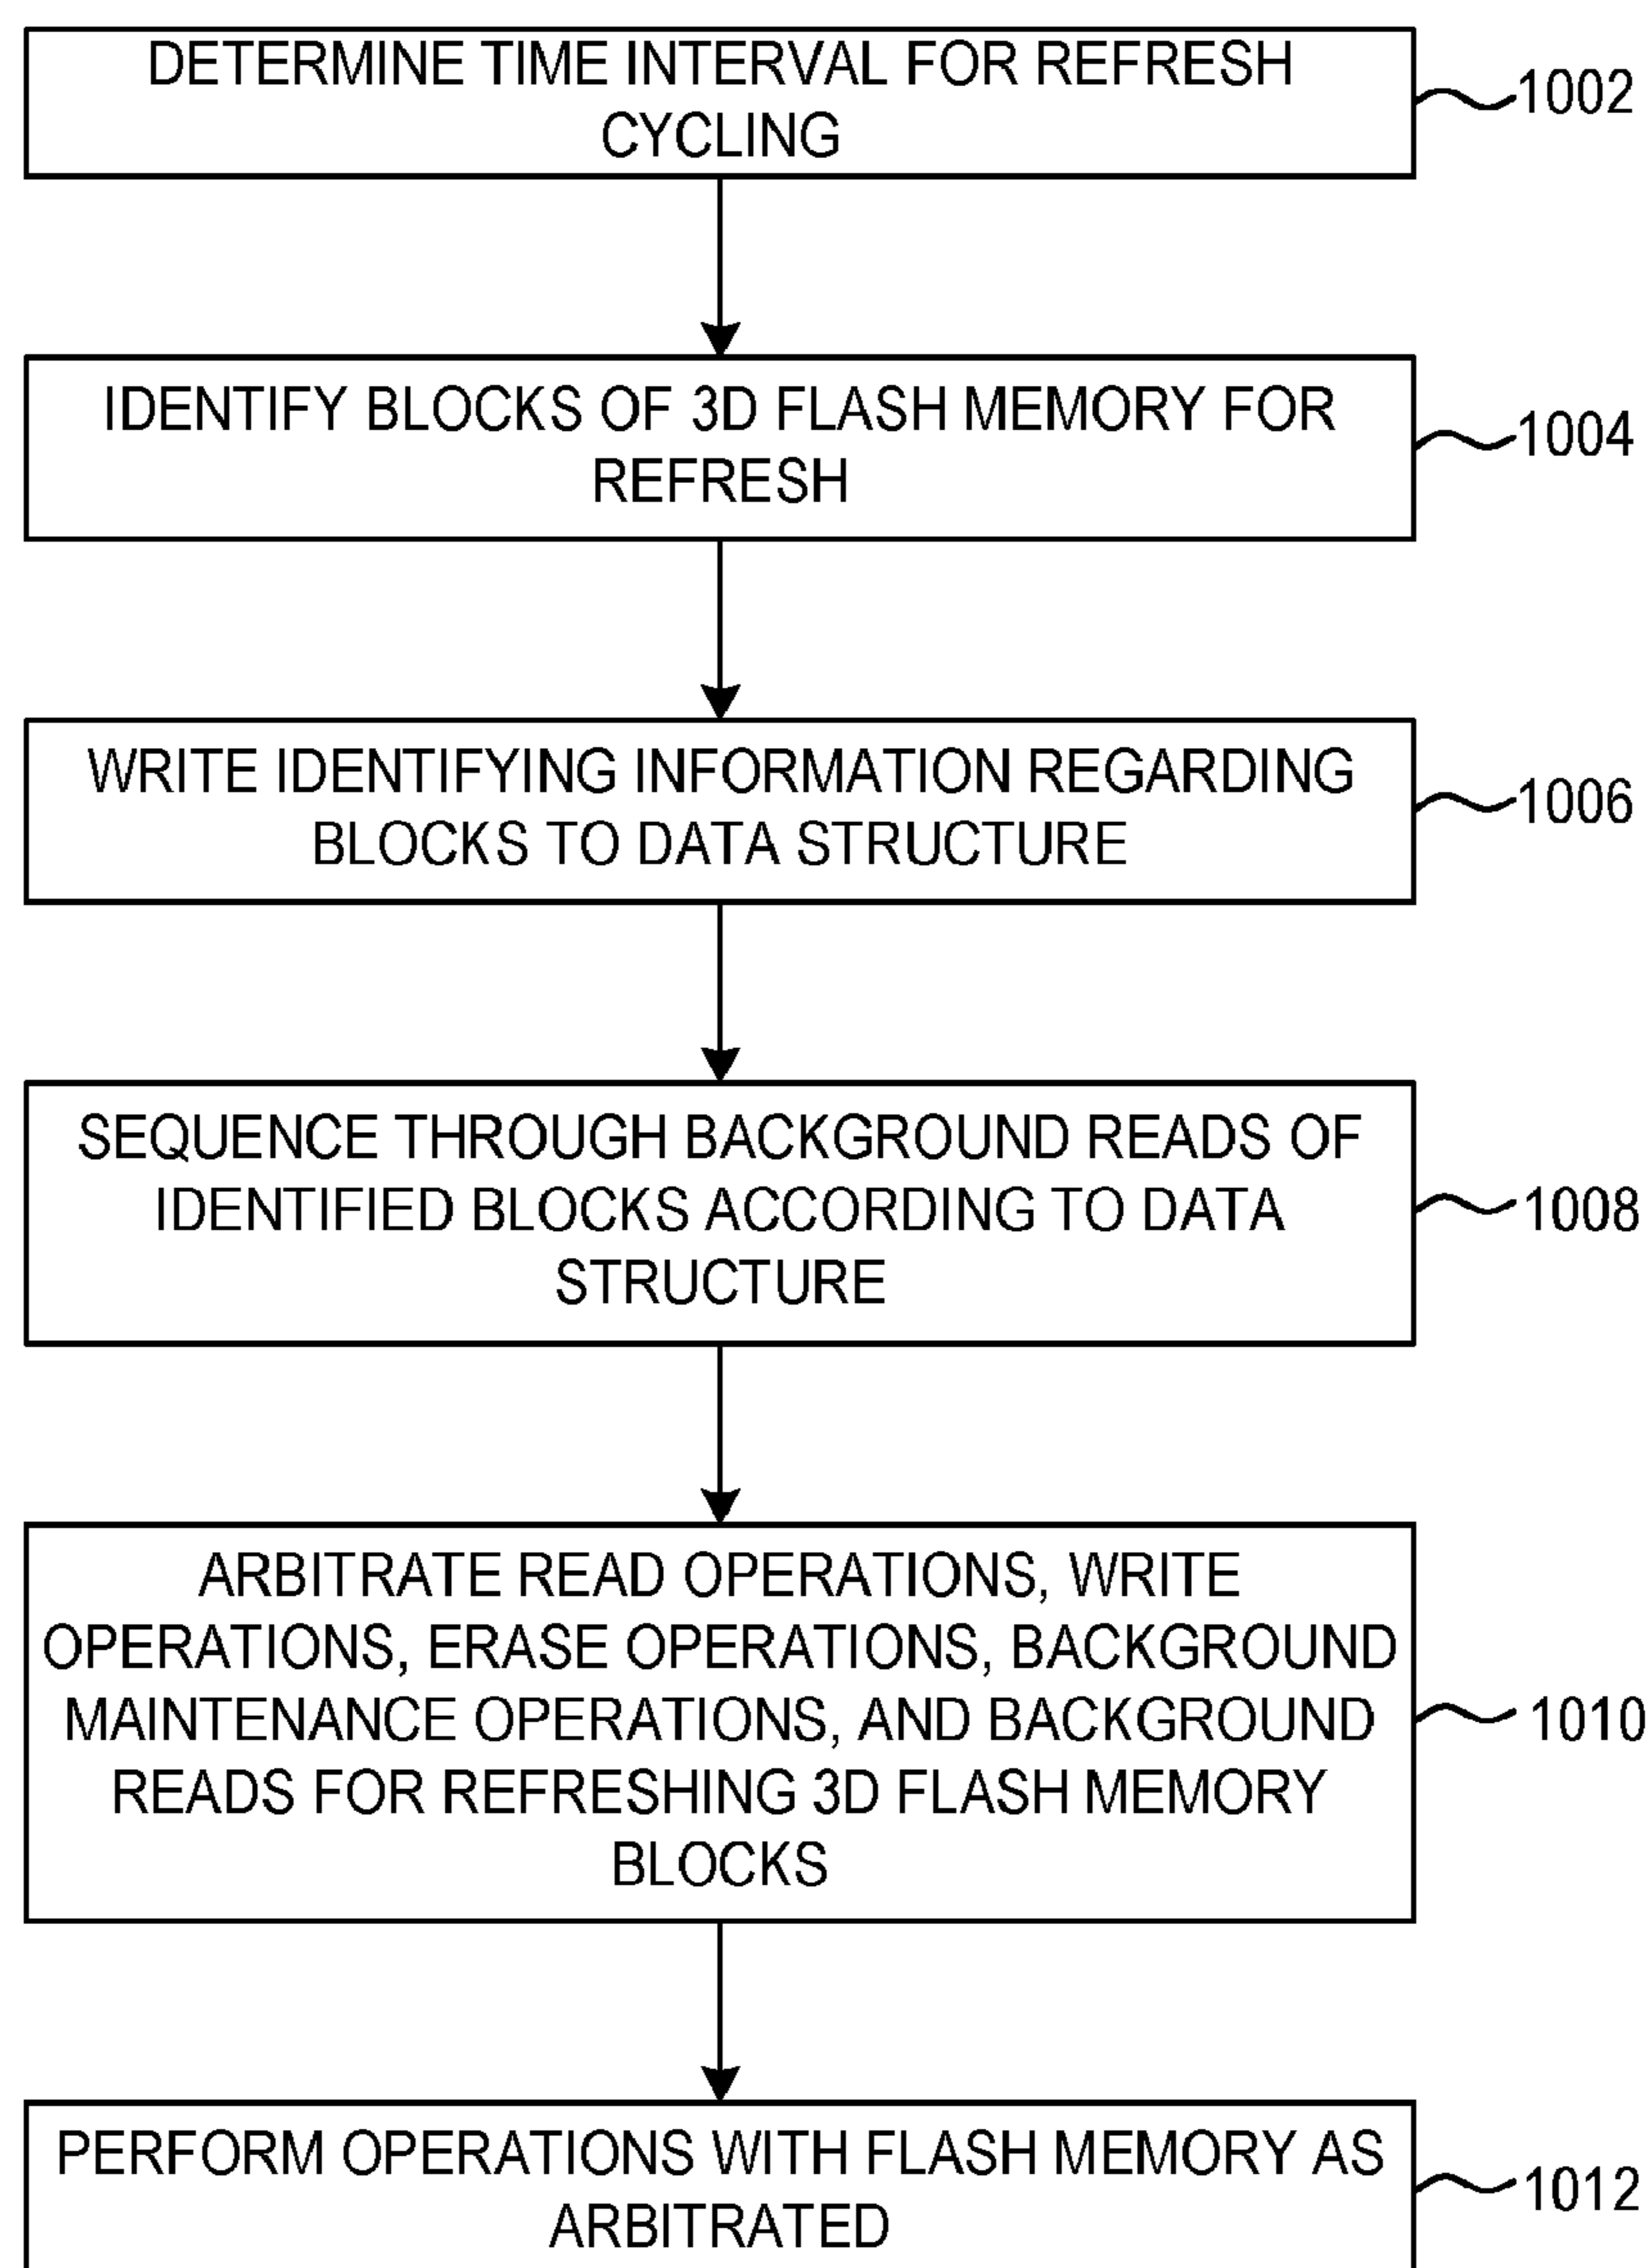 DETERMINE TIME INTERVAL FOR REFRESH
CYCLING
1002
IDENTIFY BLOCKS OF 3D FLASH MEMORY FOR
REFRESH
1004
WRITE IDENTIFYING INFORMATION REGARDING
BLOCKS TO DATA STRUCTURE
1006
SEQUENCE THROUGH BACKGROUND READS OF
IDENTIFIED BLOCKS ACCORDING TO DATA
STRUCTURE
1008
ARBITRATE READ OPERATIONS, WRITE
OPERATIONS, ERASE OPERATIONS, BACKGROUND
MAINTENANCE OPERATIONS, AND BACKGROUND
READS FOR REFRESHING 3D FLASH MEMORY
BLOCKS
1010
PERFORM OPERATIONS WITH FLASH MEMORY AS
ARBITRATED
1012